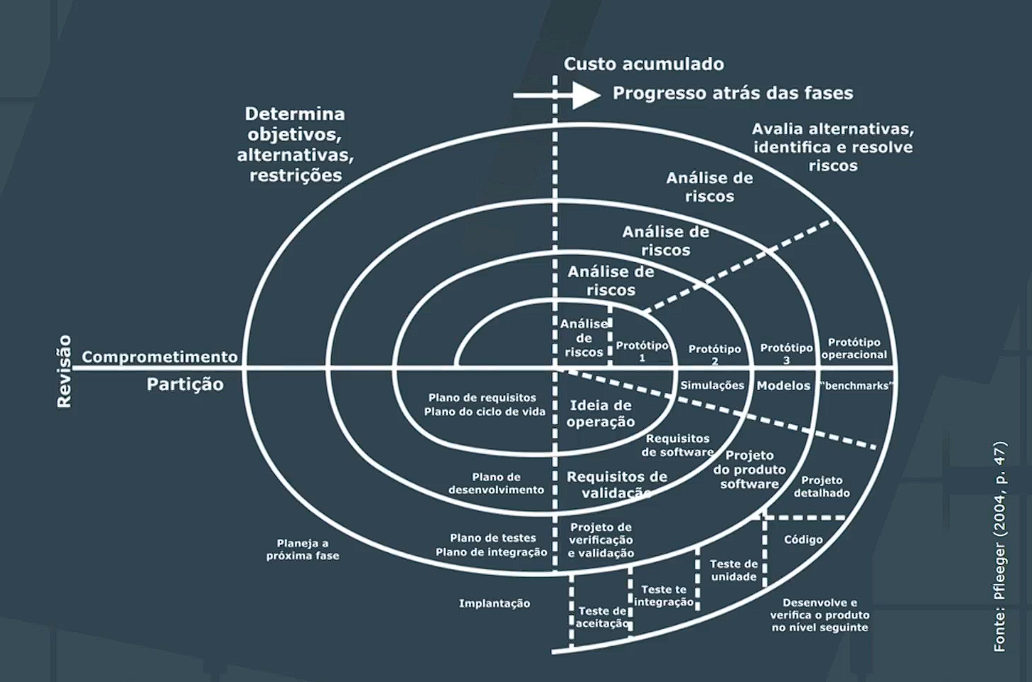 Custo acumulado
Progresso atrás das fases
Determina
objetivos,
alternativas,
restrições
Avalia alternativas,
identifica e resolve
riscos
Análise de
riscos
Análise de
riscos
Análise de
riscos
Análise
de
riscos
Protótipo
1
Protótipo
2
Protótipo
3
Protótipo
operacional
Revisão
Comprometimento
Partição
Simulações
Modelos
"benchmarks"
Plano de requisitos
Plano do ciclo de vida
Ideia de
operação
Requisitos
de software
Projeto
do produto
software
Projeto
detalhado
Plano de
desenvolvimento
Requisitos de
validação
Planeja a
próxima fase
Plano de testes
Plano de integração
Projeto de
verificação
e validação
Código
Teste de
unidade
Teste te
integração
Teste de
aceitação
Implantação
Desenvolve e
verifica o produto
no nível seguinte
Fonte: Pfleeger (2004, p. 47)